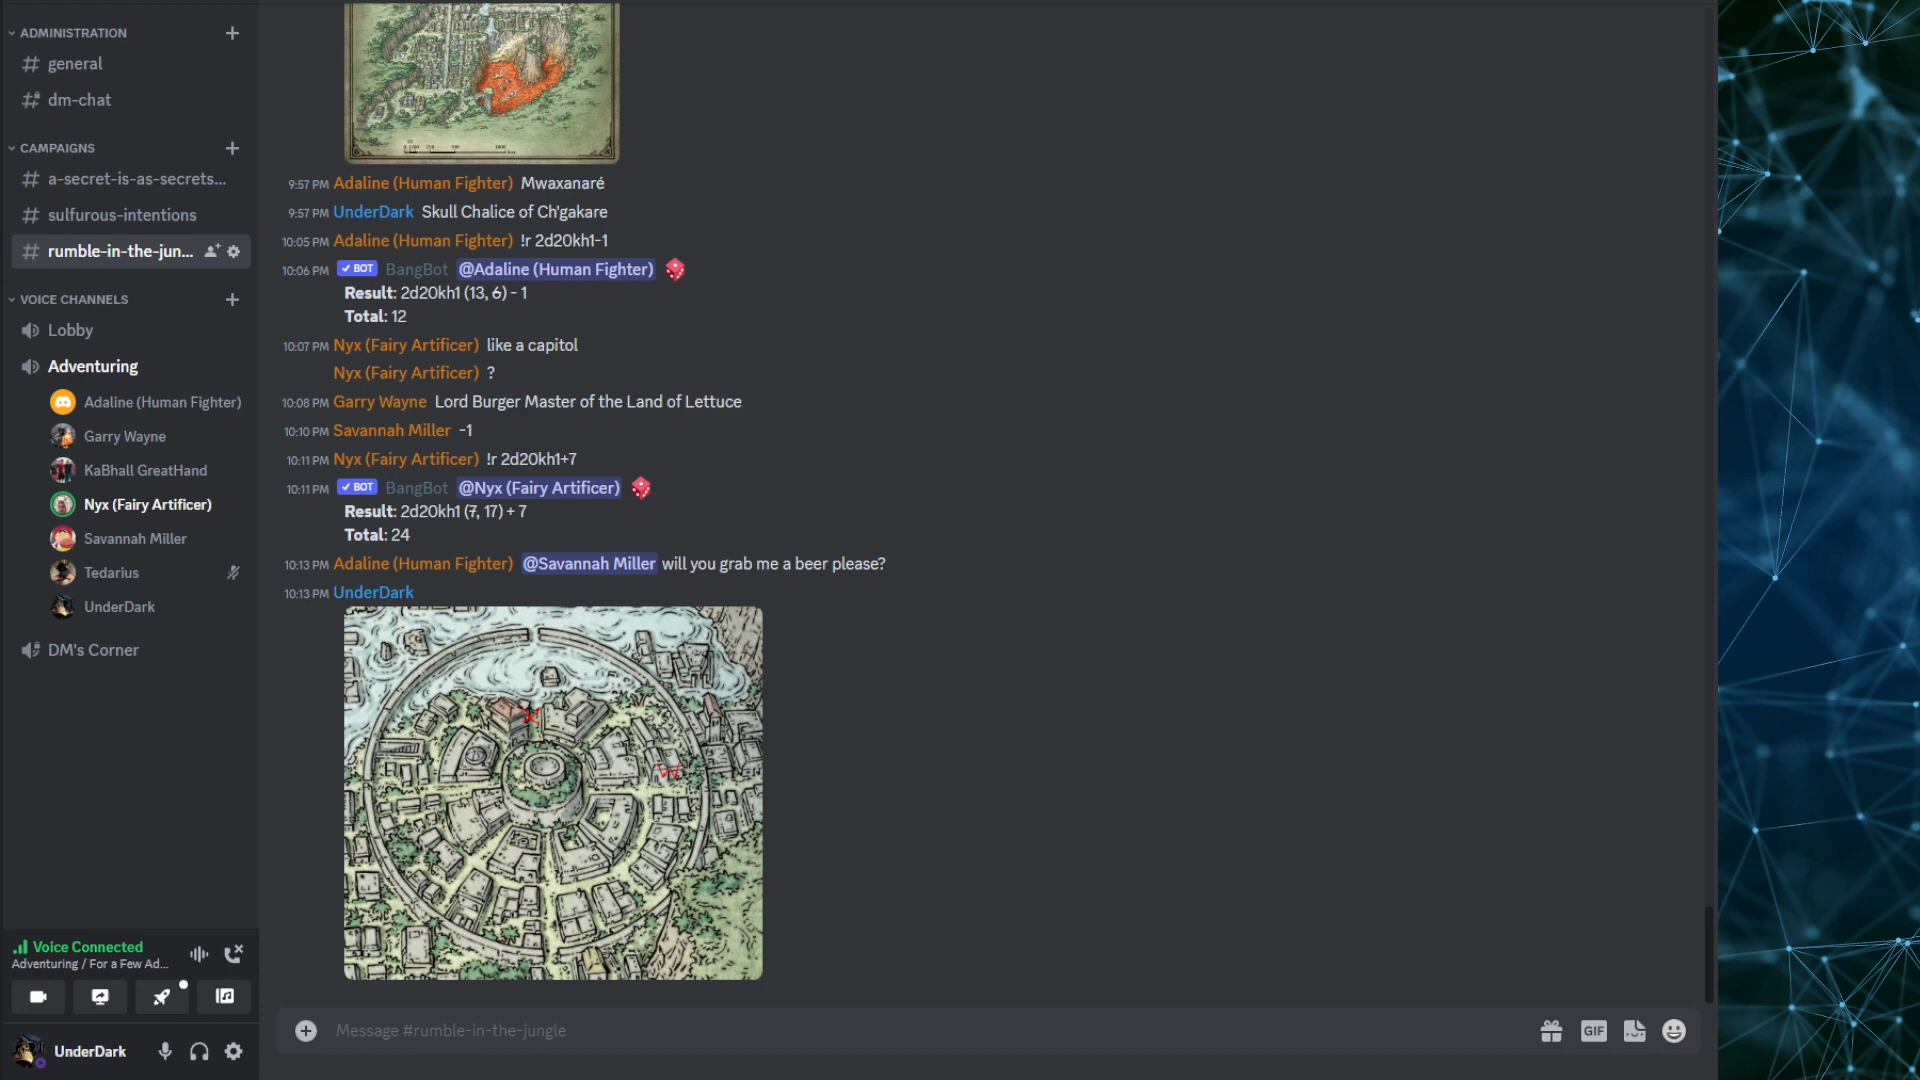 ADMINISTRATION
general
dm-chat
CAMPAIGNS
a-secret-is-as-secrets...
sulfurous-intentions
rumble-in-the-jun...
VOICE CHANNELS
Lobby
Adventuring
Adaline (Human Fighter)
Garry Wayne
KaBhall GreatHand
Nyx (Fairy Artificer)
Savannah Miller
Tedarius
UnderDark
DM's Corner
Voice Connected
Adventuring / For a Few Ad...
UnderDark
9:57 PM Adaline (Human Fighter) Mwaxanaré
9:57 PM UnderDark Skull Chalice of Ch'gakare
10:05 PM Adaline (Human Fighter) !r 2d20kh1-1
10:06 PM ✓ BOT BangBot @Adaline (Human Fighter)
Result: 2d20kh1 (13, 6) - 1
Total: 12
10:07 PM Nyx (Fairy Artificer) like a capitol
Nyx (Fairy Artificer) ?
10:08 PM Garry Wayne Lord Burger Master of the Land of Lettuce
10:10 PM Savannah Miller -1
10:11 PM Nyx (Fairy Artificer) !r 2d20kh1+7
10:11 PM ✓ BOT BangBot @Nyx (Fairy Artificer)
Result: 2d20kh1 (7, 17) + 7
Total: 24
10:13 PM Adaline (Human Fighter) @Savannah Miller will you grab me a beer please?
10:13 PM UnderDark
X
W
Message #rumble-in-the-jungle
GIF